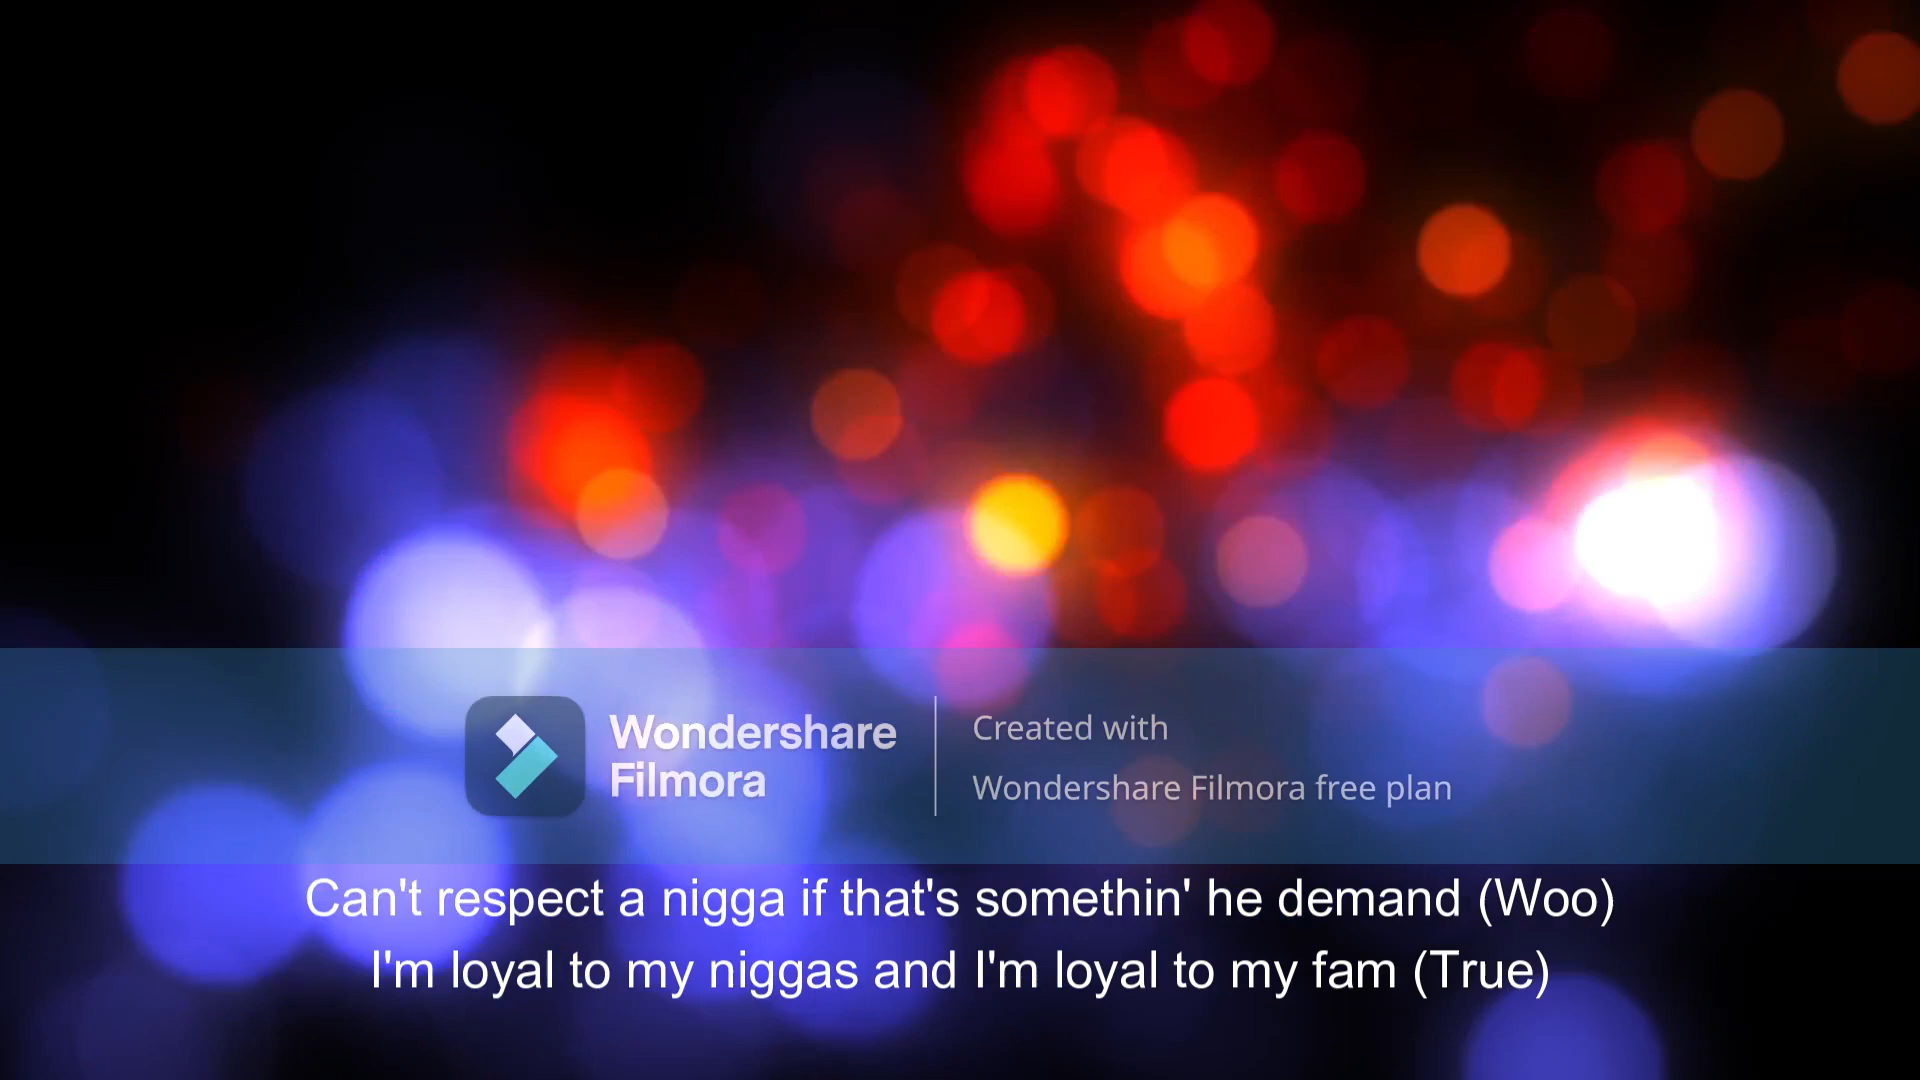 Wondershare
Filmora
Created with
Wondershare Filmora free plan
Can't respect a nigga if that's somethin' he demand (Woo)
I'm loyal to my niggas and I'm loyal to my fam (True)